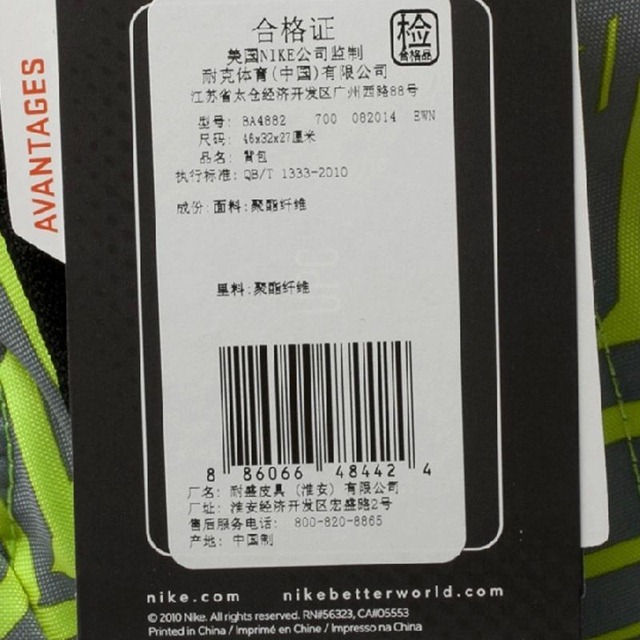 AVANTAGES
合格证
检
合格品
美国NIKE公司监制
耐克体育(中国)有限公司
江苏省太仓经济开发区广州西路88号
型号: BA4882 700 082014 EWN
尺码: 46x32x27厘米
品名: 背包
执行标准: QB/T 1333-2010
成份: 面料: 聚酯纤维
里料: 聚酯纤维
8 86066 48442 4
厂名: 耐盛皮具 (淮安) 有限公司
厂址: 淮安经济开发区宏盛路2号
售后服务电话: 800-820-8865
产地: 中国制
nike.com nikebetterworld.com
© 2010 Nike. All rights reserved. RN#56323, CA#05553
Printed in China / Imprimé en Chine / Impresso na China